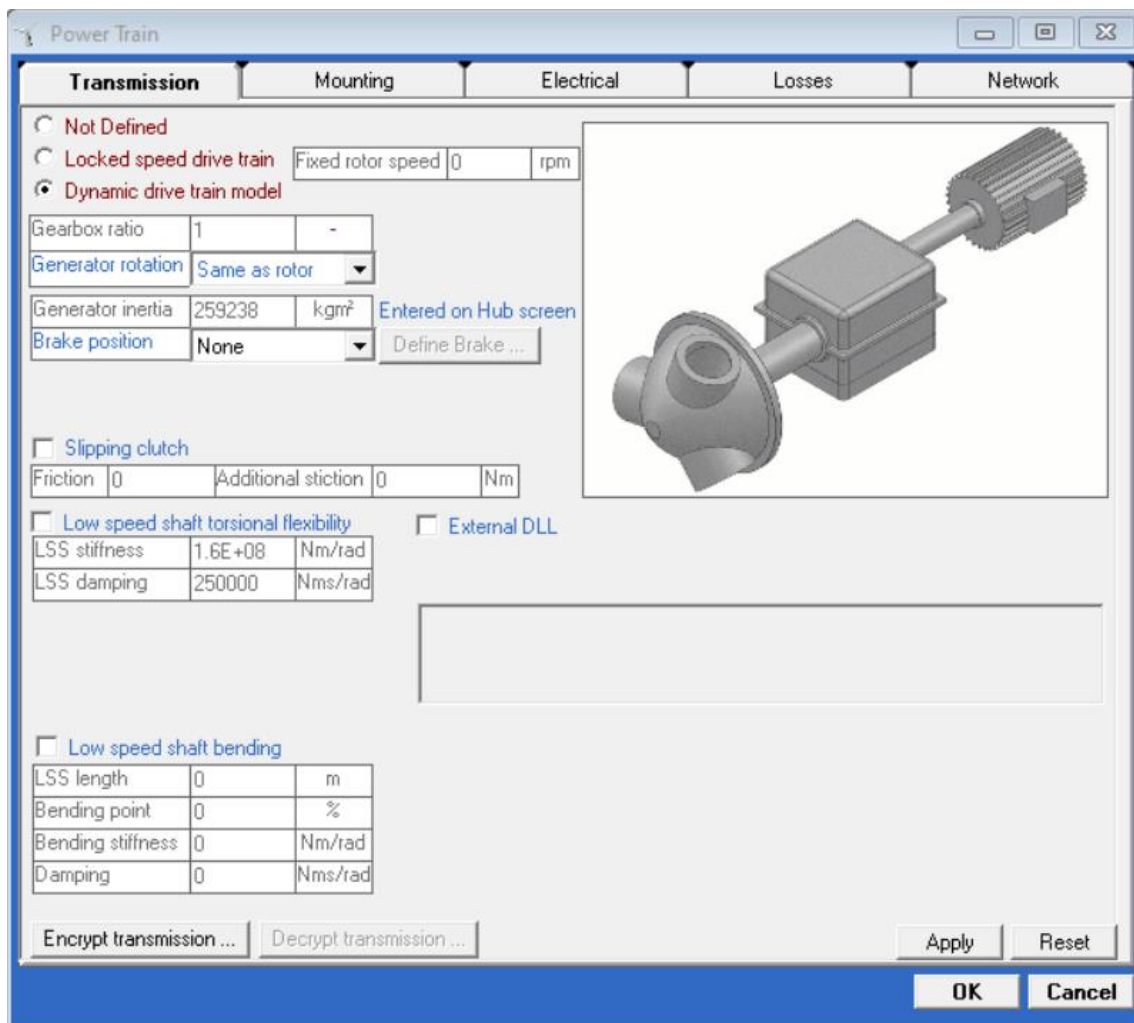 Power Train
Transmission Mounting Electrical Losses Network
Not Defined
Locked speed drive train Fixed rotor speed 0 rpm
Dynamic drive train model
Gearbox ratio 1 -
Generator rotation Same as rotor
Generator inertia 259238 kgm² Entered on Hub screen
Brake position None Define Brake ...
Slipping clutch
Friction 0 Additional stiction 0 Nm
Low speed shaft torsional flexibility External DLL
LSS stiffness 1.6E+08 Nm/rad
LSS damping 250000 Nms/rad
Low speed shaft bending
LSS length 0 m
Bending point 0 %
Bending stiffness 0 Nm/rad
Damping 0 Nms/rad
Encrypt transmission ... Decrypt transmission ... Apply Reset
OK Cancel